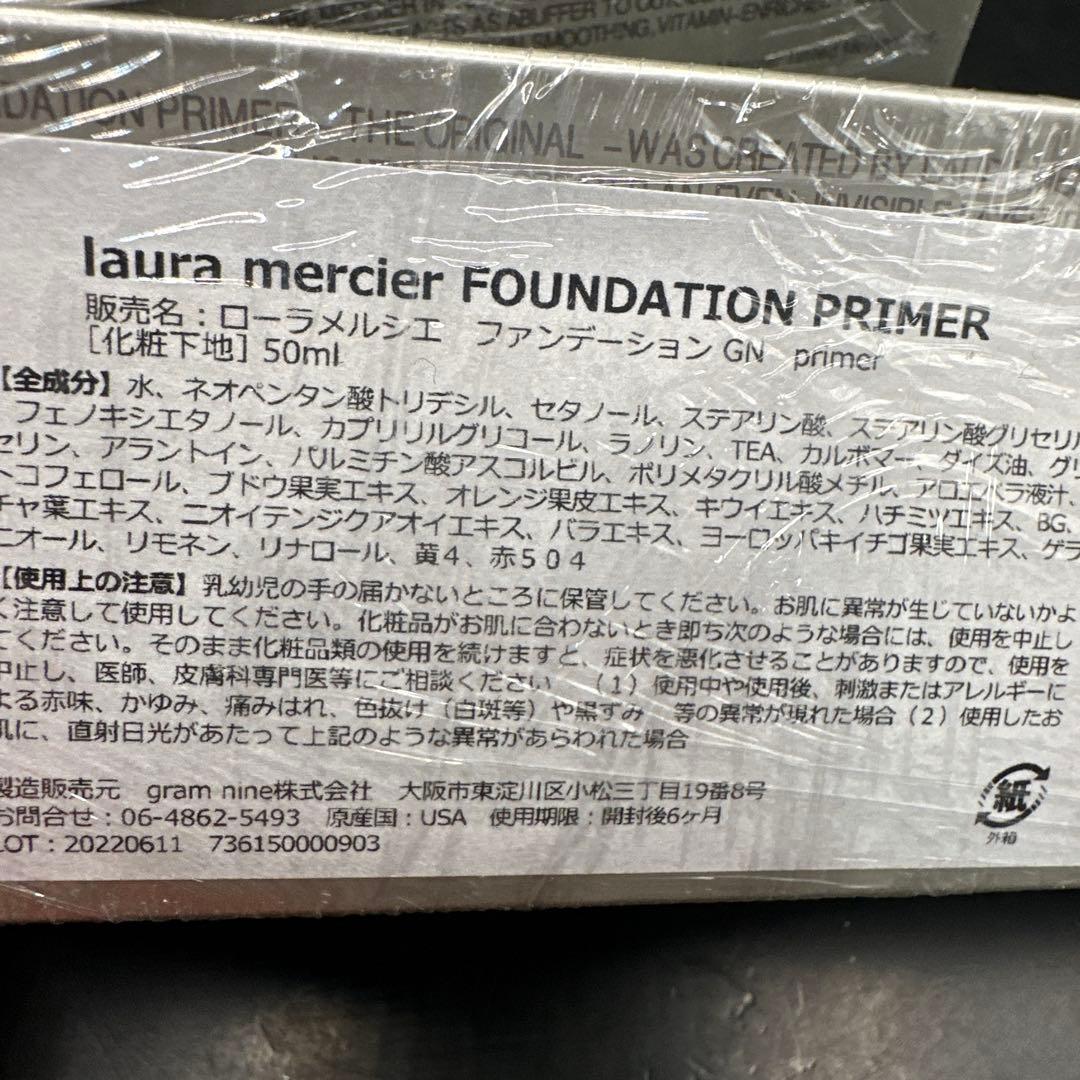 ACTS AS A BUFFER TO
SMOOTHING, VITAMIN-ENRICHED
DATION PRIMER - THE ORIGINAL - WAS CREATED BY
AN EVEN, INVISIBLE
laura mercier FOUNDATION PRIMER
販売名：ローラメルシエ　ファンデーション GN　primer
［化粧下地］50ml
【全成分】水、ネオペンタン酸トリデシル、セタノール、ステアリン酸、ステアリン酸グリセリル
フェノキシエタノール、カプリリルグリコール、ラノリン、TEA、カルボマー、ダイズ油、グリ
セリン、アラントイン、パルミチン酸アスコルビル、ポリメタクリル酸メチル、アロエベラ液汁、
トコフェロール、ブドウ果実エキス、オレンジ果皮エキス、キウイエキス、ハチミツエキス、BG、
チャ葉エキス、ニオイテンジクアオイエキス、バラエキス、ヨーロッパキイチゴ果実エキス、ゲラ
ニオール、リモネン、リナロール、黄4、赤504
【使用上の注意】乳幼児の手の届かないところに保管してください。お肌に異常が生じていないかよ
く注意して使用してください。化粧品がお肌に合わないとき即ち次のような場合には、使用を中止し
てください。そのまま化粧品類の使用を続けますと、症状を悪化させることがありますので、使用を
中止し、医師、皮膚科専門医等にご相談ください　（1）使用中や使用後、刺激またはアレルギーに
よる赤味、かゆみ、痛みはれ、色抜け（白斑等）や黒ずみ　等の異常が現れた場合（2）使用したお
肌に、直射日光があたって上記のような異常があらわれた場合
製造販売元　gram nine株式会社　大阪市東淀川区小松三丁目19番8号
お問合せ：06-4862-5493　原産国：USA　使用期限：開封後6ヶ月
LOT：20220611　736150000903
紙
外箱